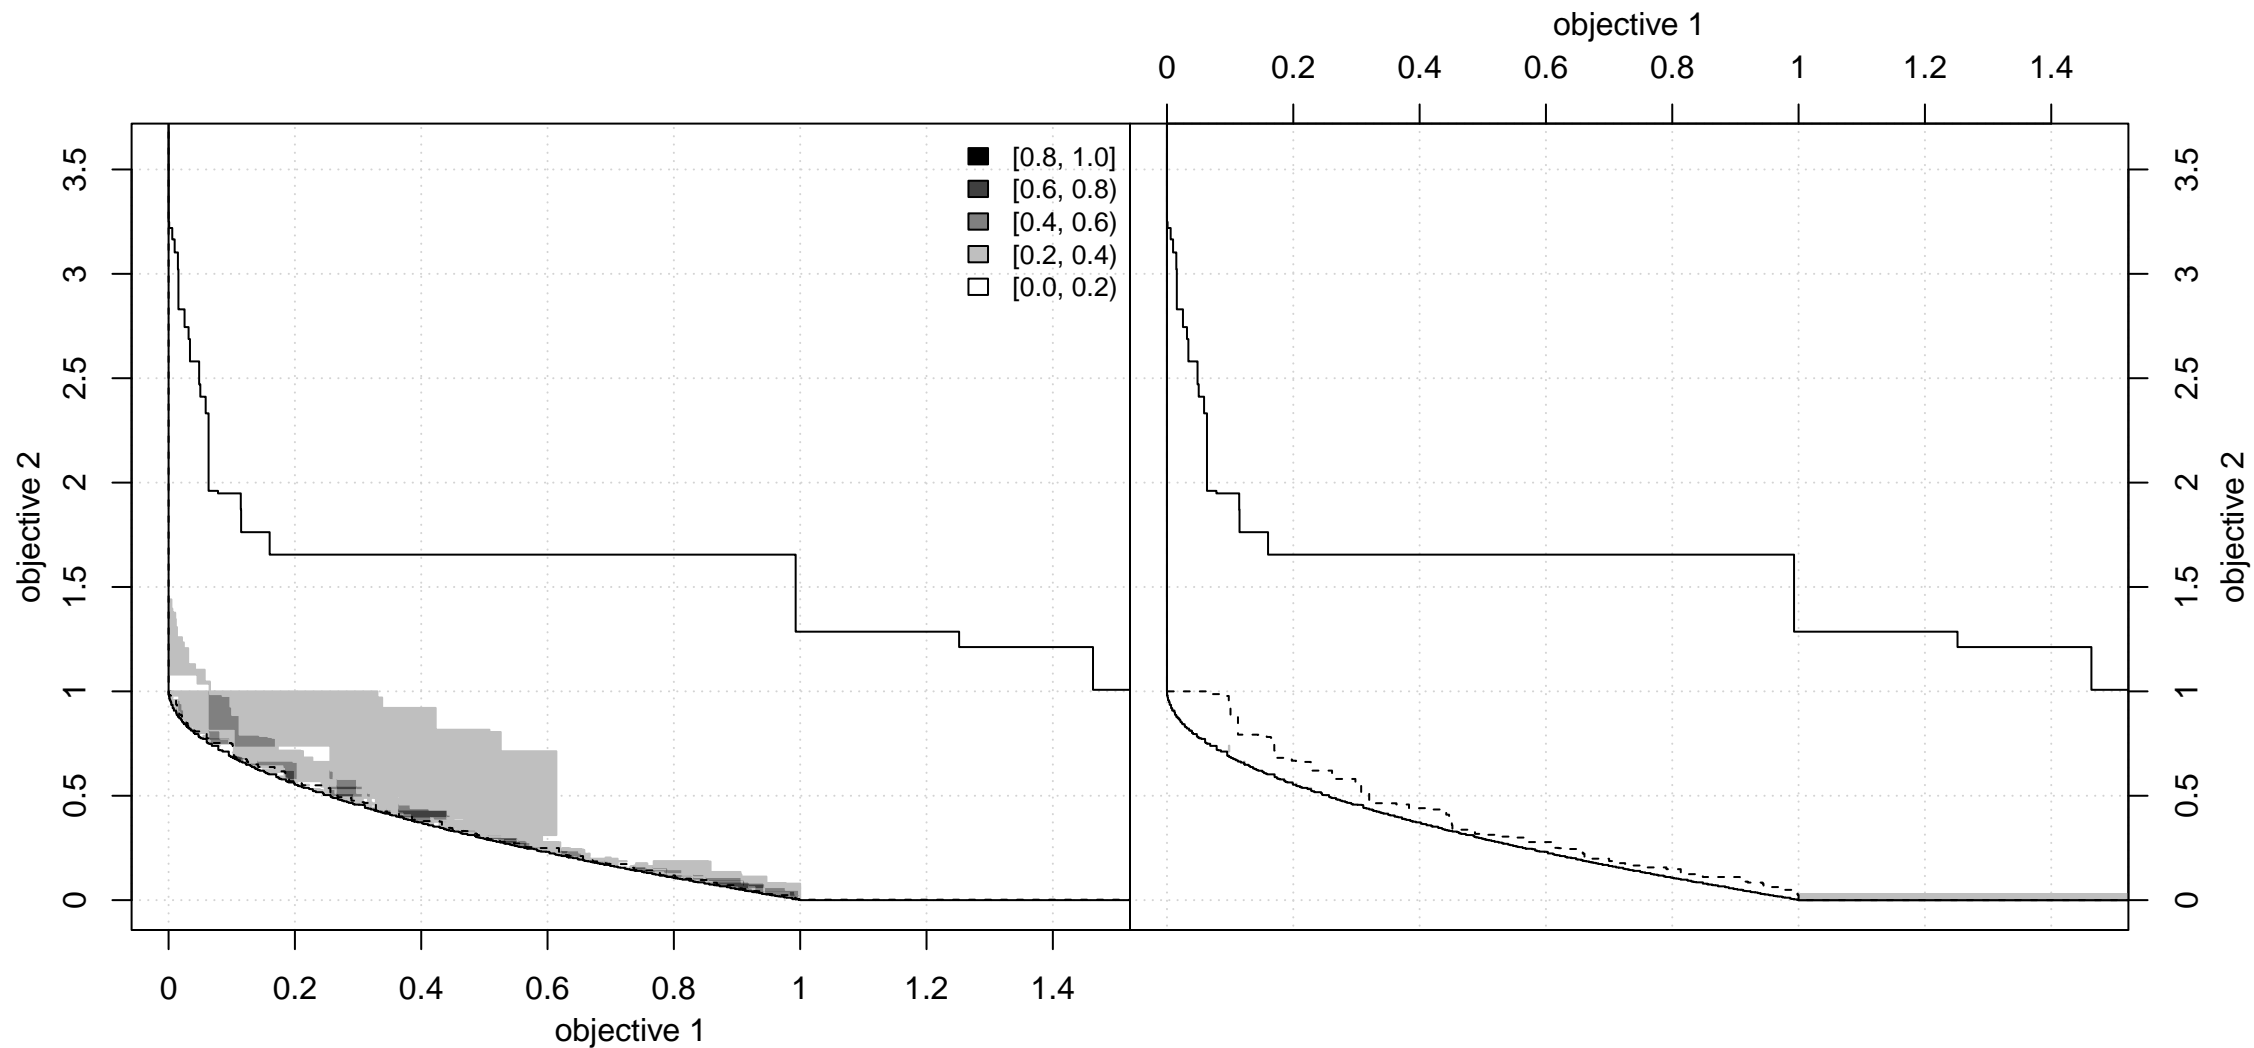 objective 1
0 0.2 0.4 0.6 0.8 1 1.2 1.4
[0.8, 1.0]
[0.6, 0.8)
[0.4, 0.6)
[0.2, 0.4)
[0.0, 0.2)
objective 2
0 0.5 1 1.5 2 2.5 3 3.5
0 0.5 1 1.5 2 2.5 3 3.5
objective 2
0 0.2 0.4 0.6 0.8 1 1.2 1.4
objective 1